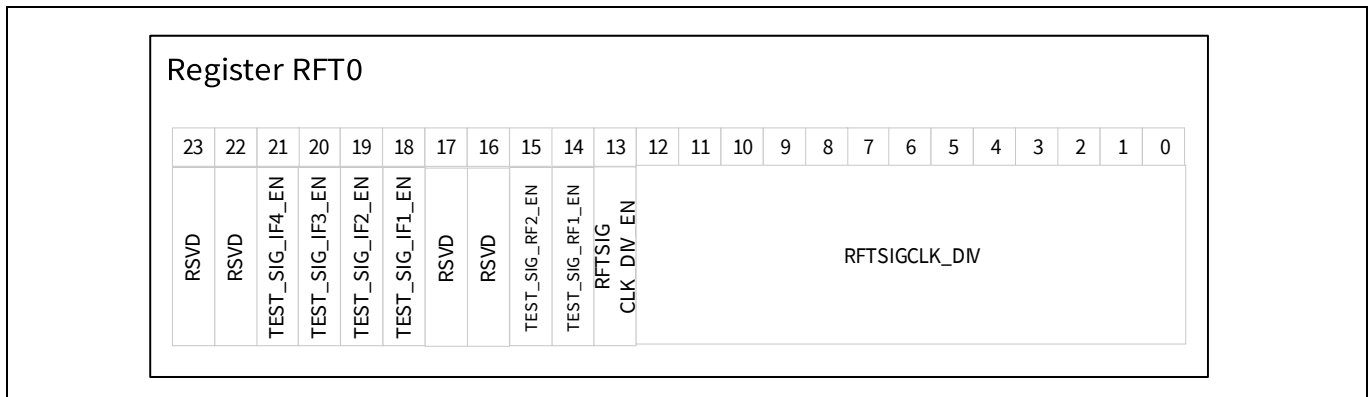 Register RFT0
23 22 21 20 19 18 17 16 15 14 13 12 11 10 9 8 7 6 5 4 3 2 1 0
RSVD
RSVD
TEST_SIG_IF4_EN
TEST_SIG_IF3_EN
TEST_SIG_IF2_EN
TEST_SIG_IF1_EN
RSVD
RSVD
TEST_SIG_RF2_EN
TEST_SIG_RF1_EN
RFTSIG
CLK_DIV_EN
RFTSIGCLK_DIV